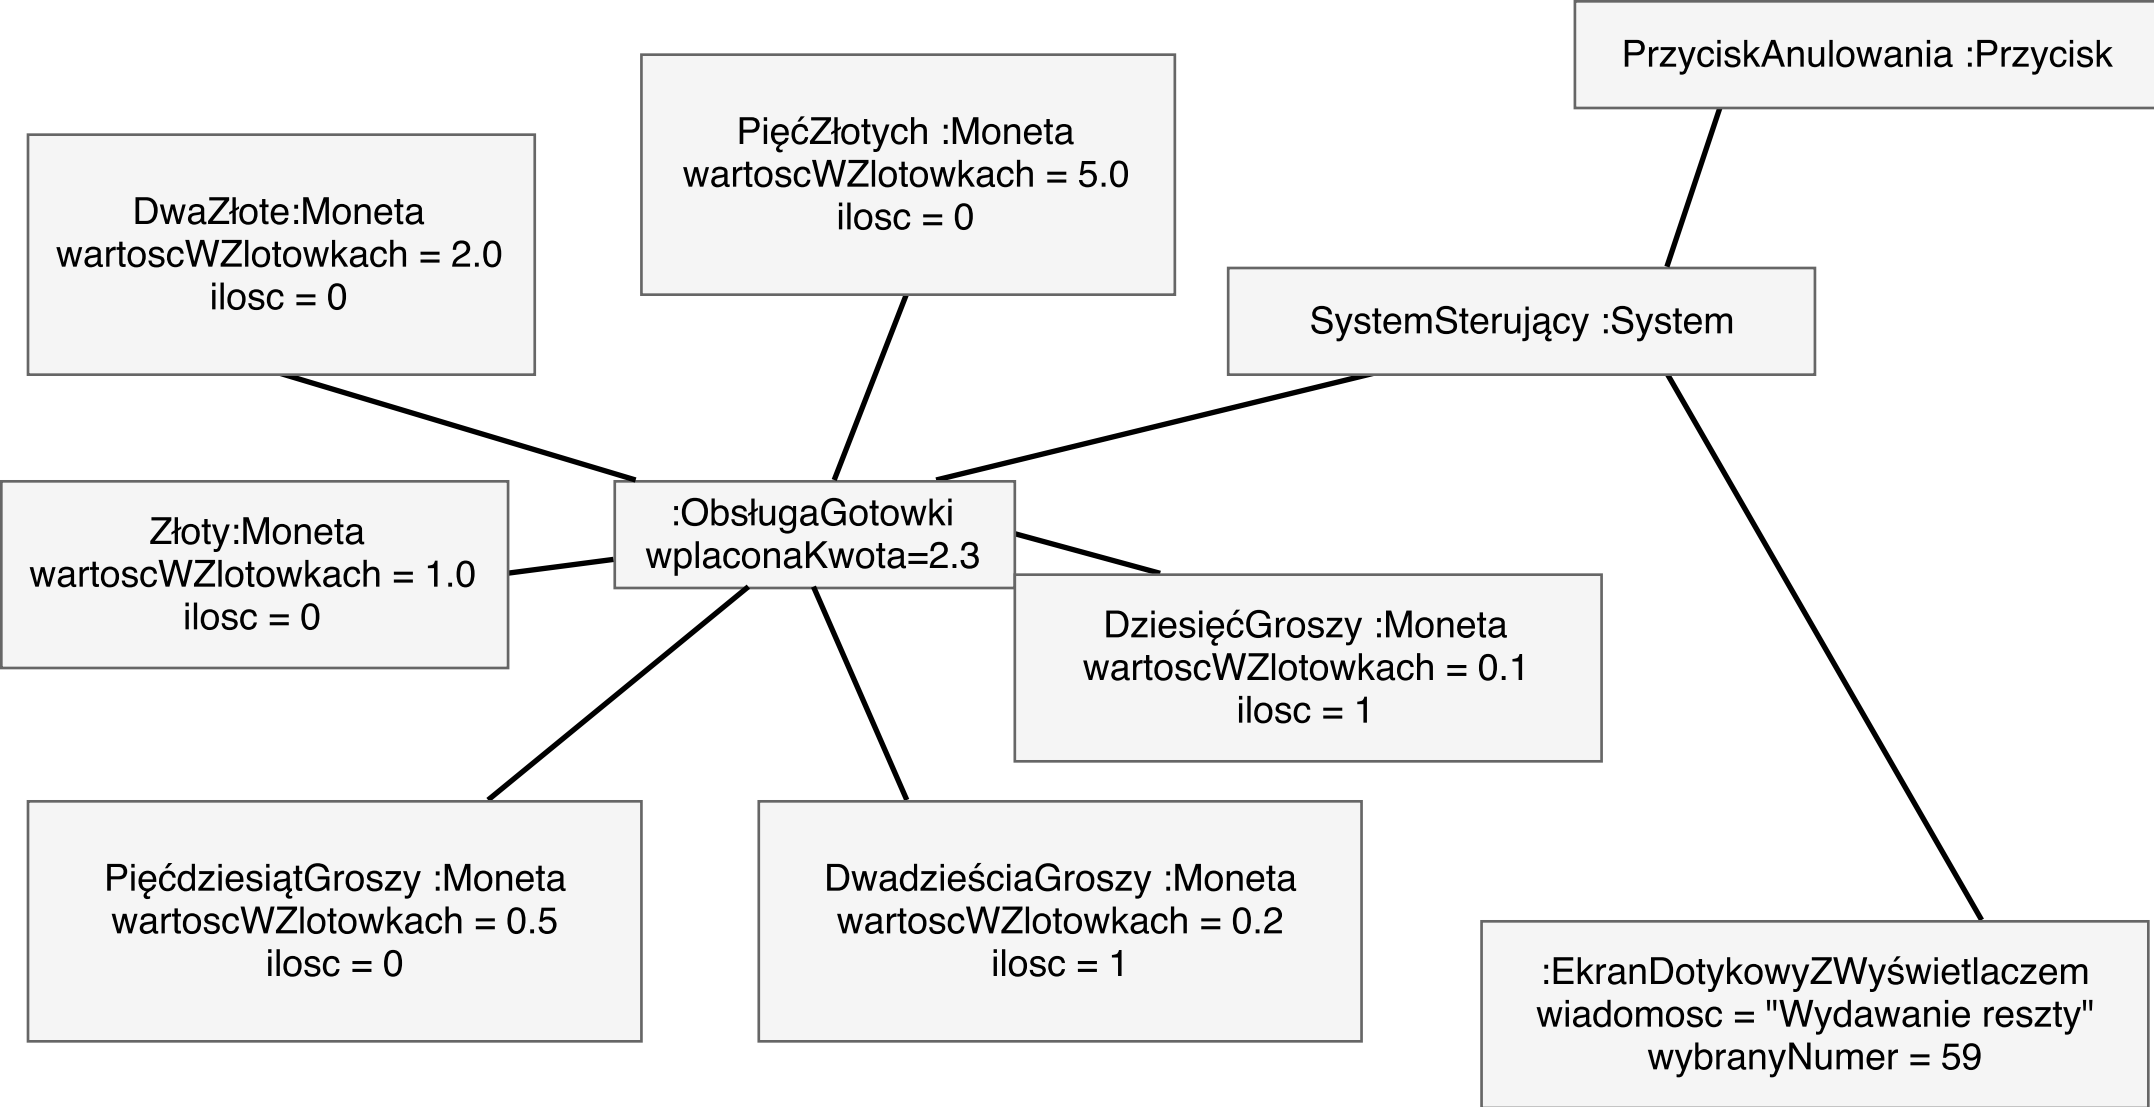 PrzyciskAnulowania :Przycisk
PięćZłotych :Moneta
wartoscWZlotowkach = 5.0
ilosc = 0
DwaZłote:Moneta
wartoscWZlotowkach = 2.0
ilosc = 0
SystemSterujący :System
:ObsługaGotowki
wplaconaKwota=2.3
Złoty:Moneta
wartoscWZlotowkach = 1.0
ilosc = 0
DziesięćGroszy :Moneta
wartoscWZlotowkach = 0.1
ilosc = 1
PięćdziesiątGroszy :Moneta
wartoscWZlotowkach = 0.5
ilosc = 0
DwadzieściaGroszy :Moneta
wartoscWZlotowkach = 0.2
ilosc = 1
:EkranDotykowyZWyświetlaczem
wiadomosc = "Wydawanie reszty"
wybranyNumer = 59